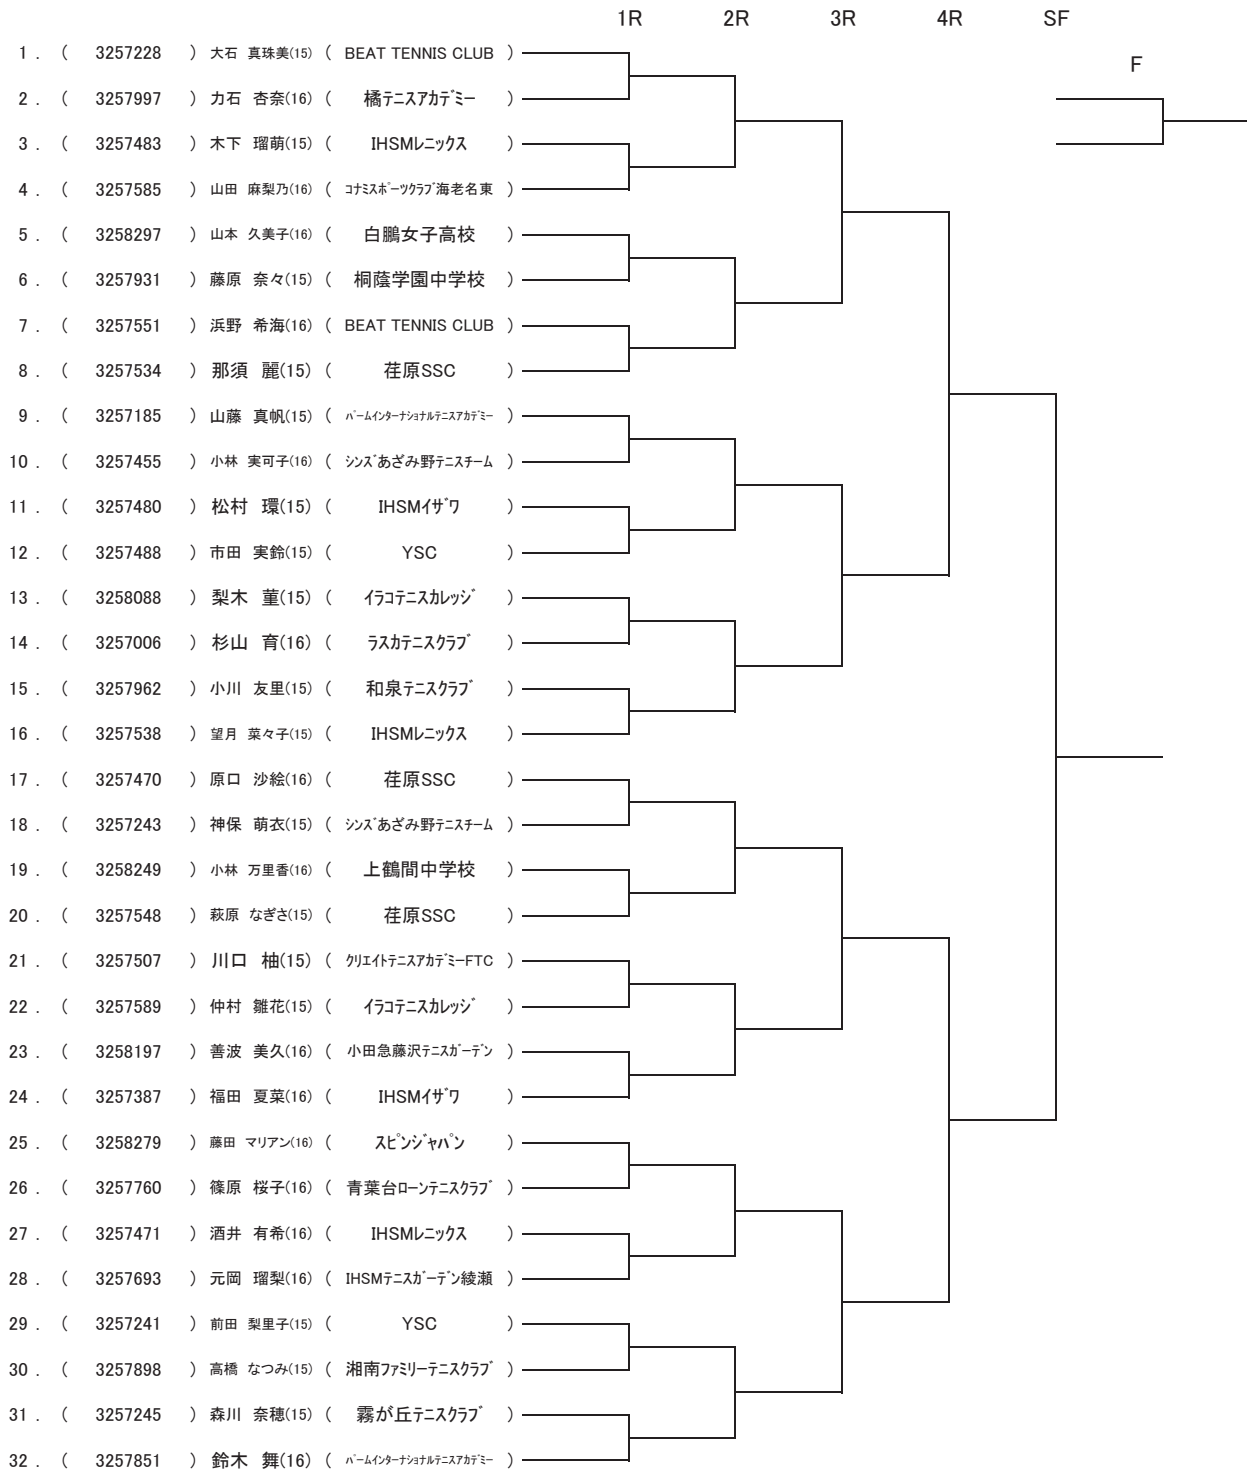 1R 2R 3R 4R SF
F
1 . ( 3257228 ) 大石 真珠美(15) ( BEAT TENNIS CLUB )
2 . ( 3257997 ) 力石 杏奈(16) ( 橘ﾃﾆｽｱｶﾃﾞﾐｰ )
3 . ( 3257483 ) 木下 瑠萌(15) ( IHSMﾚﾆｯｸｽ )
4 . ( 3257585 ) 山田 麻梨乃(16) ( ｺﾅﾐｽﾎﾟｰﾂｸﾗﾌﾞ海老名東 )
5 . ( 3258297 ) 山本 久美子(16) ( 白鵬女子高校 )
6 . ( 3257931 ) 藤原 奈々(15) ( 桐蔭学園中学校 )
7 . ( 3257551 ) 浜野 希海(16) ( BEAT TENNIS CLUB )
8 . ( 3257534 ) 那須 麗(15) ( 荏原SSC )
9 . ( 3257185 ) 山藤 真帆(15) ( ﾊﾟｰﾑｲﾝﾀｰﾅｼｮﾅﾙﾃﾆｽｱｶﾃﾞﾐｰ )
10 . ( 3257455 ) 小林 実可子(16) ( ｼﾝｽﾞあざみ野ﾃﾆｽﾁｰﾑ )
11 . ( 3257480 ) 松村 環(15) ( IHSMｲｻﾞﾜ )
12 . ( 3257488 ) 市田 実鈴(15) ( YSC )
13 . ( 3258088 ) 梨木 菫(15) ( ｲﾗｺﾃﾆｽｶﾚｯｼﾞ )
14 . ( 3257006 ) 杉山 育(16) ( ﾗｽｶﾃﾆｽｸﾗﾌﾞ )
15 . ( 3257962 ) 小川 友里(15) ( 和泉ﾃﾆｽｸﾗﾌﾞ )
16 . ( 3257538 ) 望月 菜々子(15) ( IHSMﾚﾆｯｸｽ )
17 . ( 3257470 ) 原口 沙絵(16) ( 荏原SSC )
18 . ( 3257243 ) 神保 萌衣(15) ( ｼﾝｽﾞあざみ野ﾃﾆｽﾁｰﾑ )
19 . ( 3258249 ) 小林 万里香(16) ( 上鶴間中学校 )
20 . ( 3257548 ) 萩原 なぎさ(15) ( 荏原SSC )
21 . ( 3257507 ) 川口 柚(15) ( ｸﾘｴｲﾄﾃﾆｽｱｶﾃﾞﾐｰFTC )
22 . ( 3257589 ) 仲村 雛花(15) ( ｲﾗｺﾃﾆｽｶﾚｯｼﾞ )
23 . ( 3258197 ) 善波 美久(16) ( 小田急藤沢ﾃﾆｽｶﾞｰﾃﾞﾝ )
24 . ( 3257387 ) 福田 夏菜(16) ( IHSMｲｻﾞﾜ )
25 . ( 3258279 ) 藤田 マリアン(16) ( ｽﾋﾟﾝｼﾞｬﾊﾟﾝ )
26 . ( 3257760 ) 篠原 桜子(16) ( 青葉台ﾛｰﾝﾃﾆｽｸﾗﾌﾞ )
27 . ( 3257471 ) 酒井 有希(16) ( IHSMﾚﾆｯｸｽ )
28 . ( 3257693 ) 元岡 瑠梨(16) ( IHSMﾃﾆｽｶﾞｰﾃﾞﾝ綾瀬 )
29 . ( 3257241 ) 前田 梨里子(15) ( YSC )
30 . ( 3257898 ) 高橋 なつみ(15) ( 湘南ﾌｧﾐﾘｰﾃﾆｽｸﾗﾌﾞ )
31 . ( 3257245 ) 森川 奈穂(15) ( 霧が丘ﾃﾆｽｸﾗﾌﾞ )
32 . ( 3257851 ) 鈴木 舞(16) ( ﾊﾟｰﾑｲﾝﾀｰﾅｼｮﾅﾙﾃﾆｽｱｶﾃﾞﾐｰ )